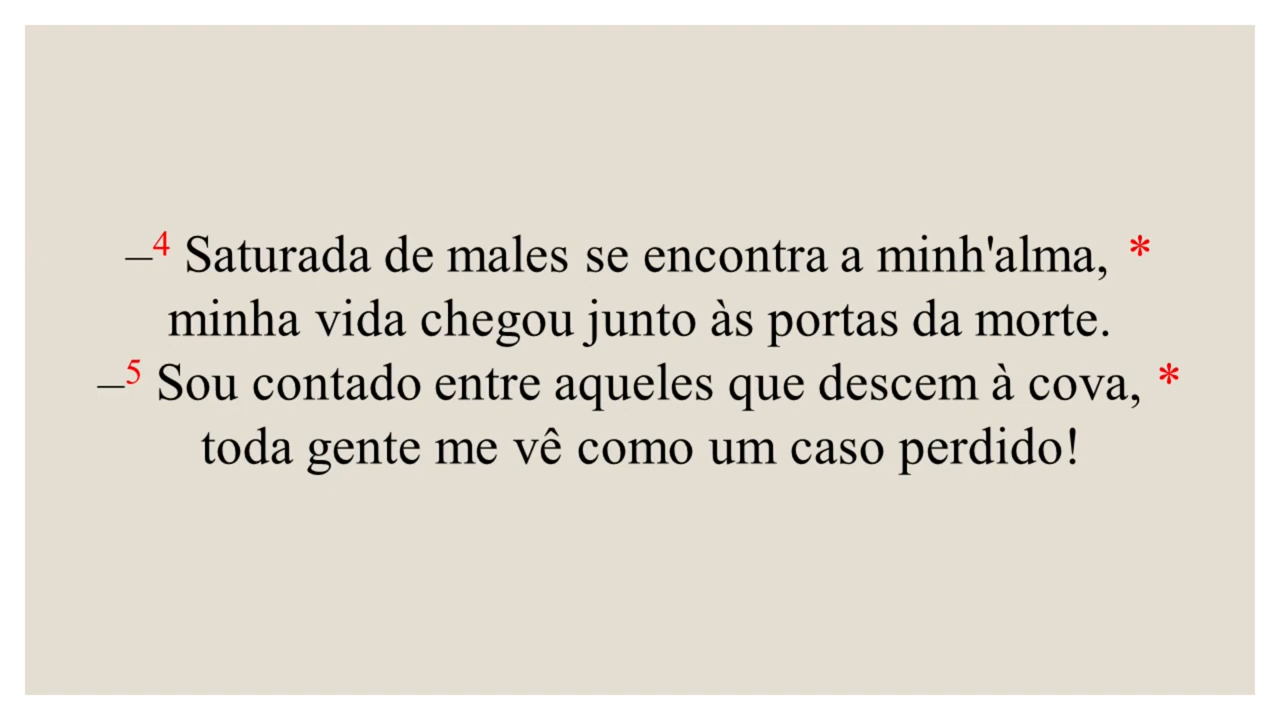 –4 Saturada de males se encontra a minh'alma, *
minha vida chegou junto às portas da morte.
–5 Sou contado entre aqueles que descem à cova, *
toda gente me vê como um caso perdido!